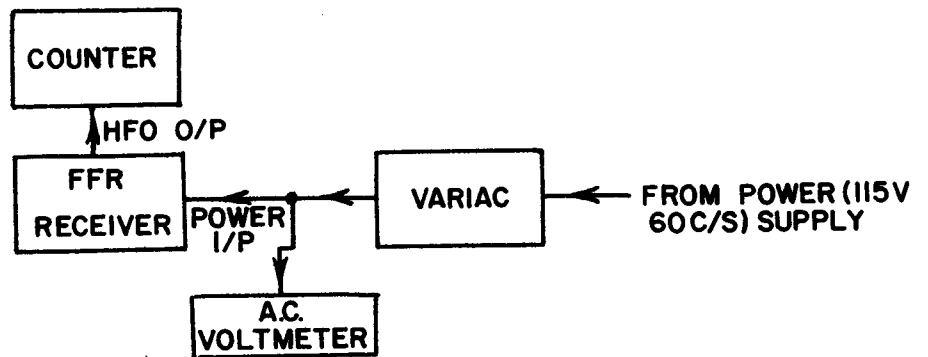 COUNTER
HFO O/P
FFR
RECEIVER
POWER
I/P
VARIAC
FROM POWER (115V
60C/S) SUPPLY
A.C.
VOLTMETER